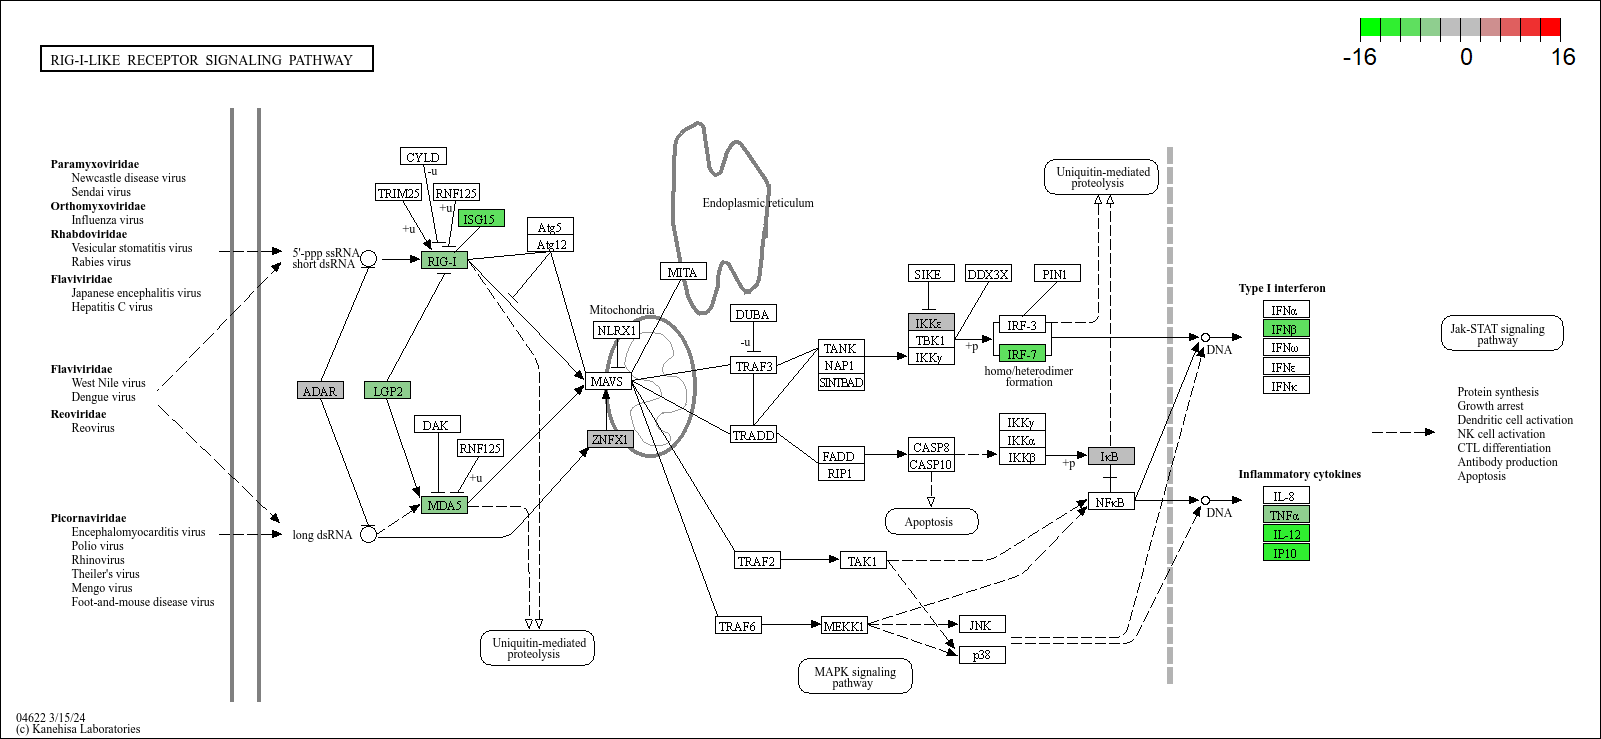 -16 0 16
RIG-I-LIKE RECEPTOR SIGNALING PATHWAY
Paramyxoviridae
Newcastle disease virus
Sendai virus
Orthomyxoviridae
Influenza virus
Rhabdoviridae
Vesicular stomatitis virus
Rabies virus
Flaviviridae
Japanese encephalitis virus
Hepatitis C virus
Flaviviridae
West Nile virus
Dengue virus
Reoviridae
Reovirus
Picornaviridae
Encephalomyocarditis virus
Polio virus
Rhinovirus
Theiler's virus
Mengo virus
Foot-and-mouse disease virus
5'-ppp ssRNA
short dsRNA
ADAR
long dsRNA
CYLD
-u
TRIM25
RNF125
+u
+u
ISG15
RIG-I
LGP2
DAK
RNF125
+u
MDA5
Atg5
Atg12
Uniquitin-mediated
proteolysis
Endoplasmic reticulum
MITA
Mitochondria
NLRX1
MAVS
ZNFX1
DUBA
-u
TRAF3
TRADD
TRAF2
TRAF6
TANK
NAP1
SINTBAD
FADD
RIP1
TAK1
MEKK1
MAPK signaling
pathway
SIKE
DDX3X
PIN1
IKKε
TBK1
IKKγ
+p
IRF-3
IRF-7
homo/heterodimer
formation
CASP8
CASP10
Apoptosis
IKKγ
IKKα
IKKβ
+p
IκB
NFκB
JNK
p38
Uniquitin-mediated
proteolysis
DNA
DNA
Type I interferon
IFNα
IFNβ
IFNω
IFNε
IFNκ
Inflammatory cytokines
IL-8
TNFα
IL-12
IP10
Jak-STAT signaling
pathway
Protein synthesis
Growth arrest
Dendritic cell activation
NK cell activation
CTL differentiation
Antibody production
Apoptosis
04622 3/15/24
(c) Kanehisa Laboratories